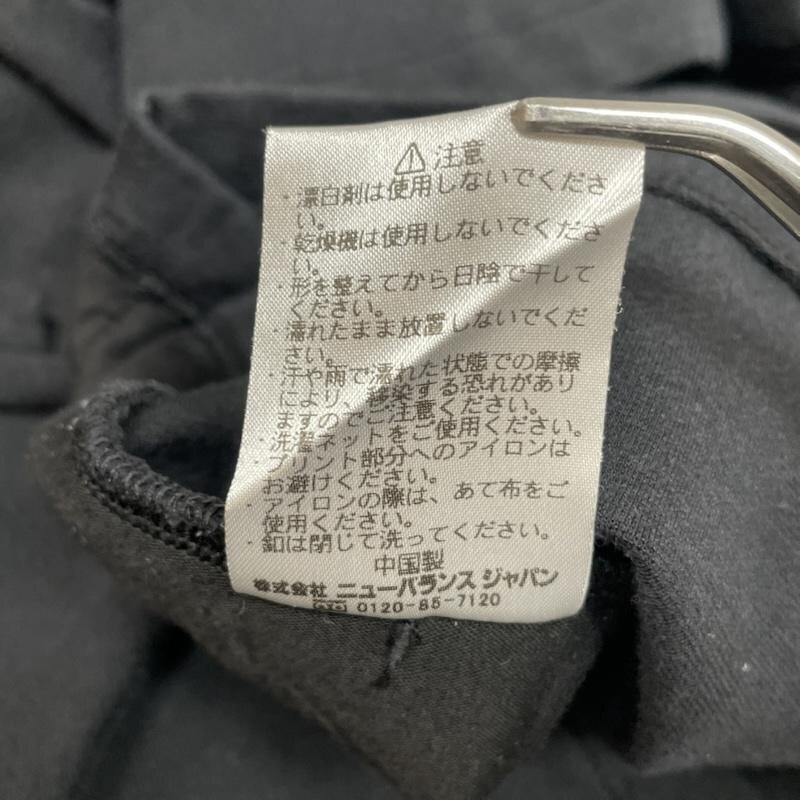 ⚠注意
・漂白剤は使用しないでくださ
い。
・乾燥機は使用しないでくださ
い。
・形を整えてから日陰で干して
ください。
・濡れたまま放置しないでくだ
さい。
・汗や雨で濡れた状態での摩擦
により、移染する恐れがあり
ますのでご注意ください。
・洗濯ネットをご使用ください。
・プリント部分へのアイロンは
お避けください。
・アイロンの際は、あて布をご
使用ください。
・釦は閉じて洗ってください。
中国製
株式会社 ニューバランス ジャパン
0120-85-7120